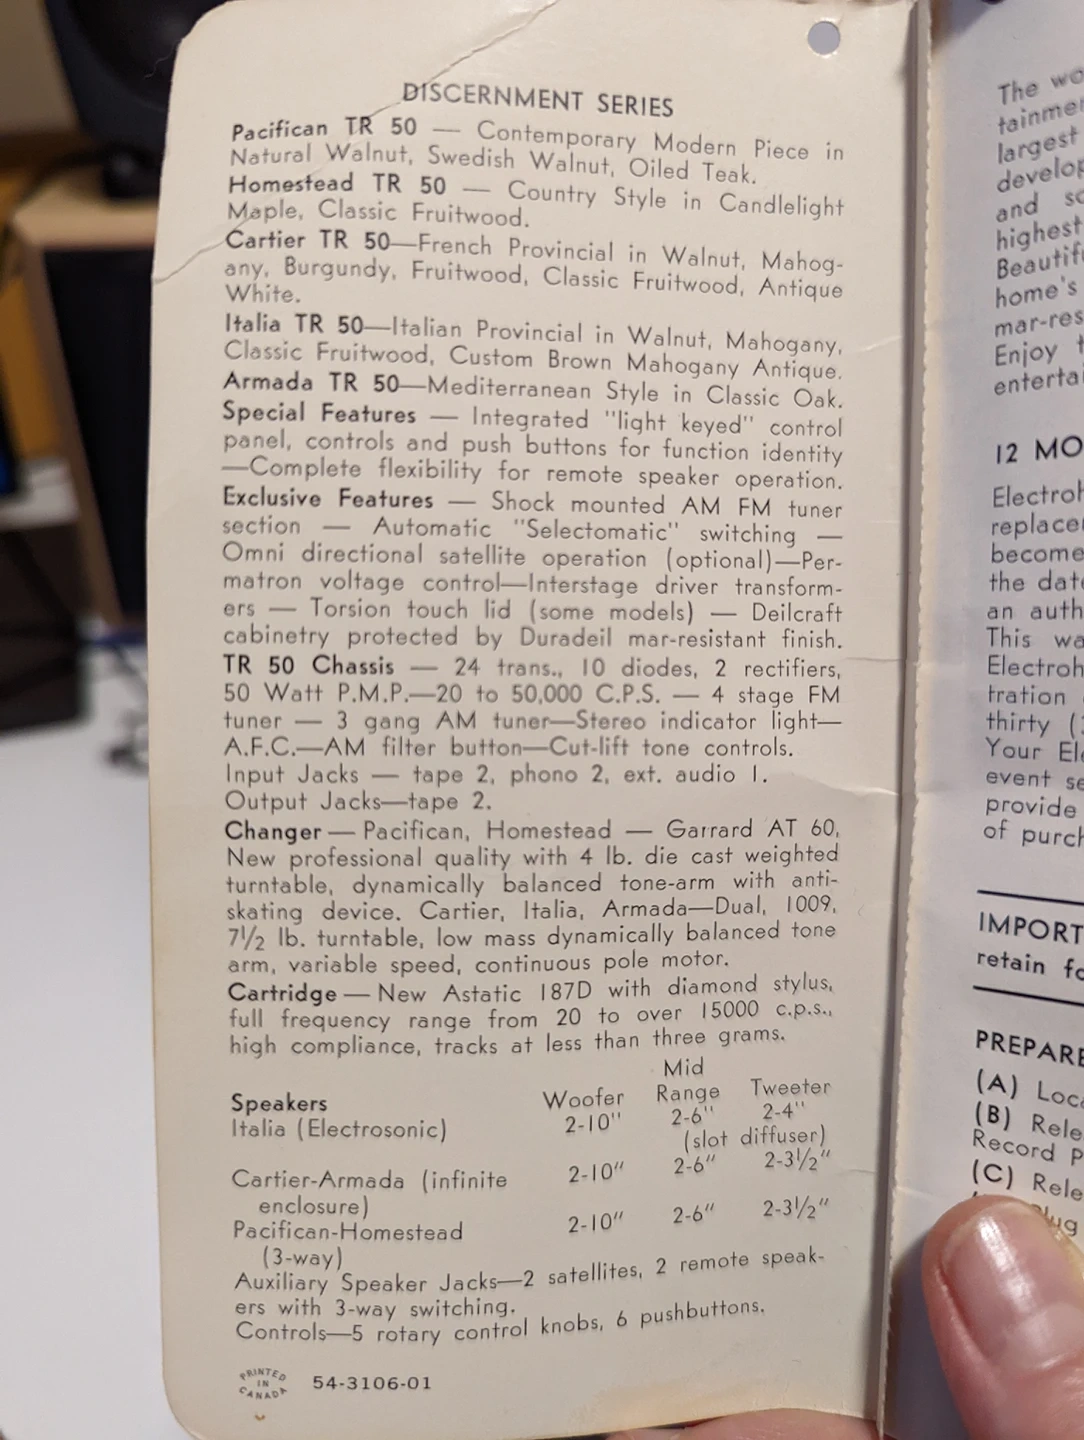 DISCERNMENT SERIES
Pacifican TR 50 — Contemporary Modern Piece in
Natural Walnut, Swedish Walnut, Oiled Teak.
Homestead TR 50 — Country Style in Candlelight
Maple, Classic Fruitwood.
Cartier TR 50—French Provincial in Walnut, Mahog-
any, Burgundy, Fruitwood, Classic Fruitwood, Antique
White.
Italia TR 50—Italian Provincial in Walnut, Mahogany,
Classic Fruitwood, Custom Brown Mahogany Antique.
Armada TR 50—Mediterranean Style in Classic Oak.
Special Features — Integrated "light keyed" control
panel, controls and push buttons for function identity
—Complete flexibility for remote speaker operation.
Exclusive Features — Shock mounted AM FM tuner
section — Automatic "Selectomatic" switching —
Omni directional satellite operation (optional)—Per-
matron voltage control—Interstage driver transform-
ers — Torsion touch lid (some models) — Deilcraft
cabinetry protected by Duradeil mar-resistant finish.
TR 50 Chassis — 24 trans., 10 diodes, 2 rectifiers,
50 Watt P.M.P.—20 to 50,000 C.P.S. — 4 stage FM
tuner — 3 gang AM tuner—Stereo indicator light—
A.F.C.—AM filter button—Cut-lift tone controls.
Input Jacks — tape 2, phono 2, ext. audio 1.
Output Jacks—tape 2.
Changer — Pacifican, Homestead — Garrard AT 60,
New professional quality with 4 lb. die cast weighted
turntable, dynamically balanced tone-arm with anti-
skating device. Cartier, Italia, Armada—Dual, 1009,
7½ lb. turntable, low mass dynamically balanced tone
arm, variable speed, continuous pole motor.
Cartridge — New Astatic 187D with diamond stylus,
full frequency range from 20 to over 15000 c.p.s.,
high compliance, tracks at less than three grams.
Mid
Speakers Woofer Range Tweeter
Italia (Electrosonic) 2-10" 2-6" 2-4"
(slot diffuser)
Cartier-Armada (infinite 2-10" 2-6" 2-3½"
enclosure)
Pacifican-Homestead 2-10" 2-6" 2-3½"
(3-way)
Auxiliary Speaker Jacks—2 satellites, 2 remote speak-
ers with 3-way switching.
Controls—5 rotary control knobs, 6 pushbuttons.
PRINTED
IN
CANADA
54-3106-01
The
largest
and
highest
home's
mar-res
Enjoy
12
the
an
This
thirty
Your
event
provide
of
retain
(A)
(B)
Record
(C)